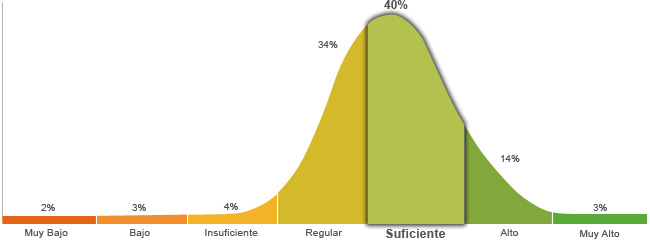 40%
34%
14%
2%
3%
4%
3%
Muy Bajo
Bajo
Insuficiente
Regular
Suficiente
Alto
Muy Alto